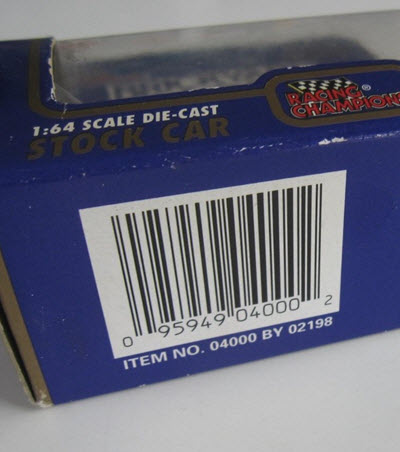 1:64 SCALE DIE-CAST
STOCK CAR
RACING
CHAMPIONS
®
0 95949 04000 2
ITEM NO. 04000 BY 02198